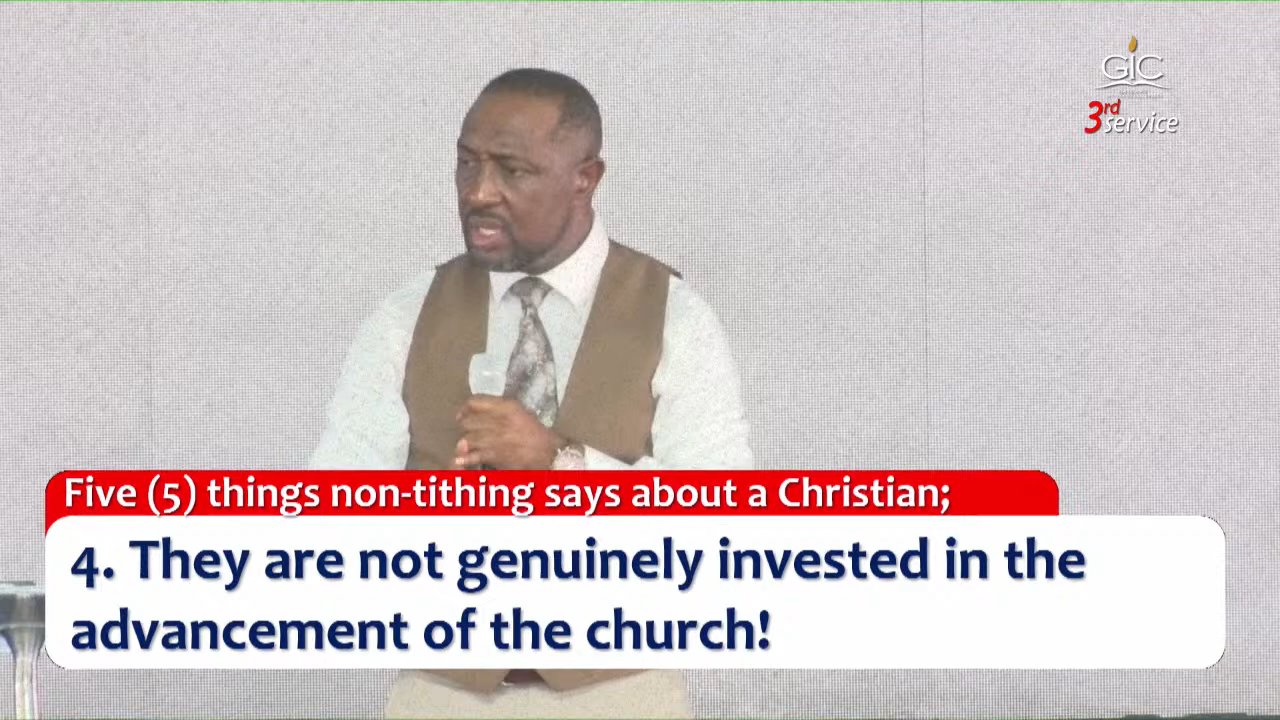 GIC
3rd service
Five (5) things non-tithing says about a Christian;
4. They are not genuinely invested in the
advancement of the church!